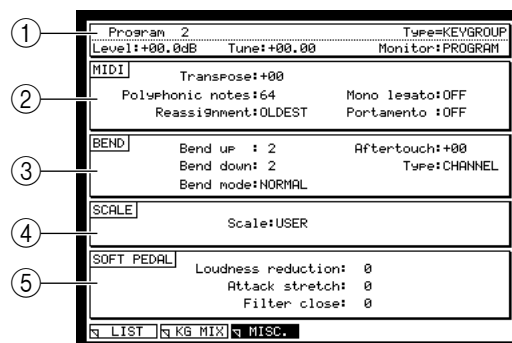 ① Program 2 Type=KEYGROUP
Level:+00.0dB Tune:+00.00 Monitor:PROGRAM
② MIDI
Transpose:+00
Polyphonic notes:64 Mono legato:OFF
Reassignment:OLDEST Portamento :OFF
③ BEND
Bend up : 2 Aftertouch:+00
Bend down: 2 Type:CHANNEL
Bend mode:NORMAL
④ SCALE
Scale:USER
⑤ SOFT PEDAL
Loudness reduction: 0
Attack stretch: 0
Filter close: 0
LIST KG MIX MISC.